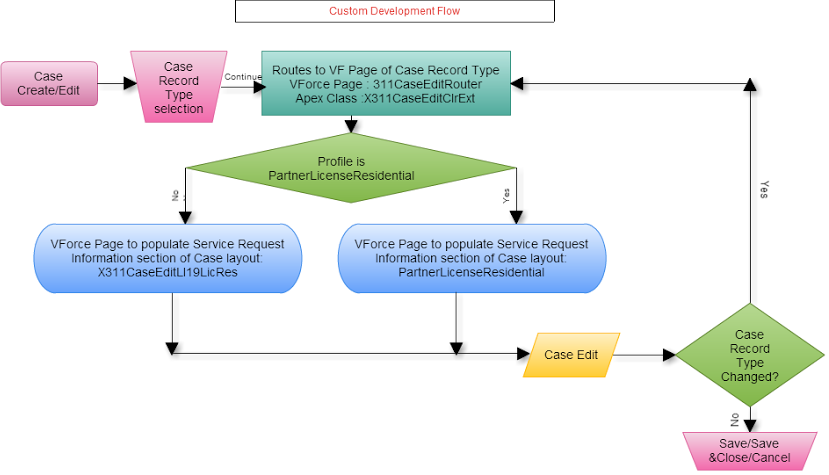 Custom Development Flow
Case
Create/Edit
Case
Record
Type
selection
Continue
Routes to VF Page of Case Record Type
VForce Page : 311CaseEditRouter
Apex Class :X311CaseEditClrExt
Profile is
PartnerLicenseResidential
No
Yes
VForce Page to populate Service Request
Information section of Case layout:
X311CaseEditLI19LicRes
VForce Page to populate Service Request
Information section of Case layout:
PartnerLicenseResidential
Case Edit
Case
Record
Type
Changed?
Yes
No
Save/Save
&Close/Cancel